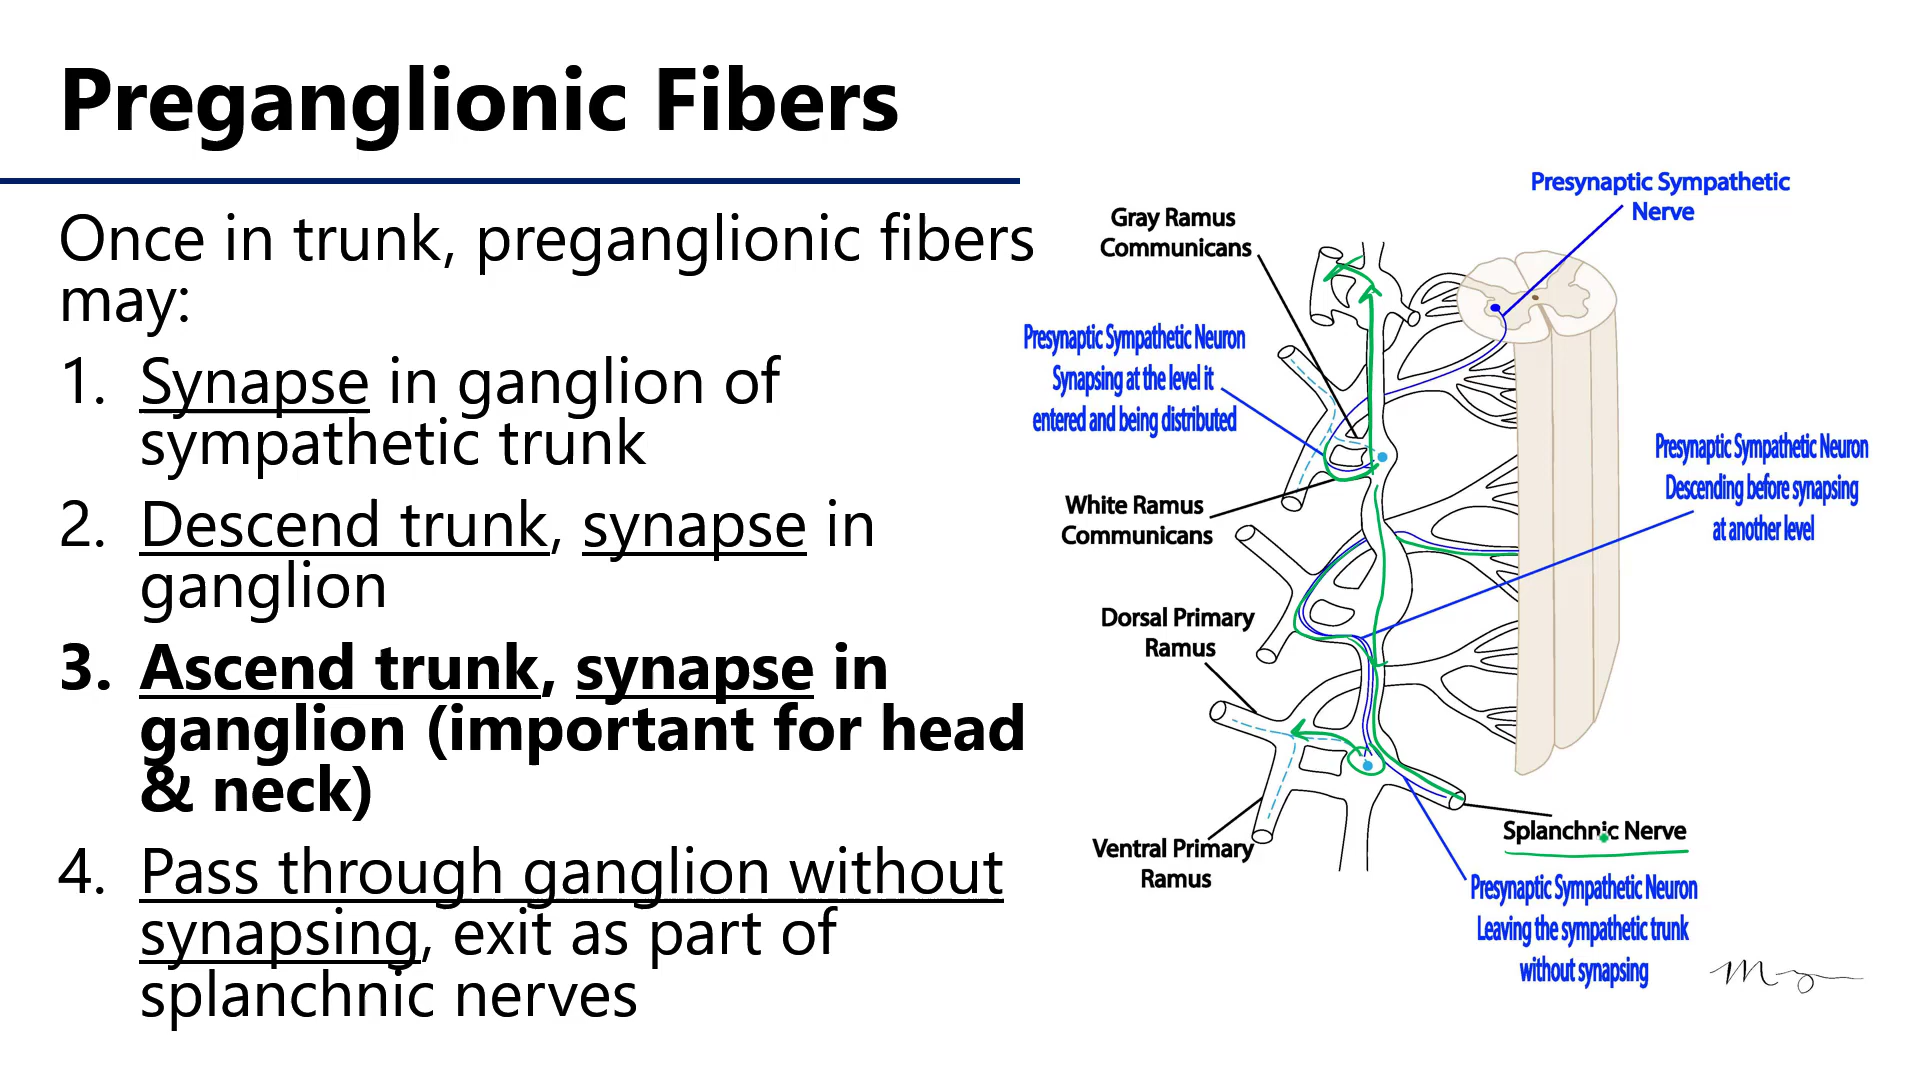 Preganglionic Fibers
Once in trunk, preganglionic fibers
may:
1. Synapse in ganglion of
sympathetic trunk
2. Descend trunk, synapse in
ganglion
3. Ascend trunk, synapse in
ganglion (important for head
& neck)
4. Pass through ganglion without
synapsing, exit as part of
splanchnic nerves
Presynaptic Sympathetic
Nerve
Gray Ramus
Communicans
Presynaptic Sympathetic Neuron
Synapsing at the level it
entered and being distributed
Presynaptic Sympathetic Neuron
Descending before synapsing
at another level
White Ramus
Communicans
Dorsal Primary
Ramus
Ventral Primary
Ramus
Splanchnic Nerve
Presynaptic Sympathetic Neuron
Leaving the sympathetic trunk
without synapsing